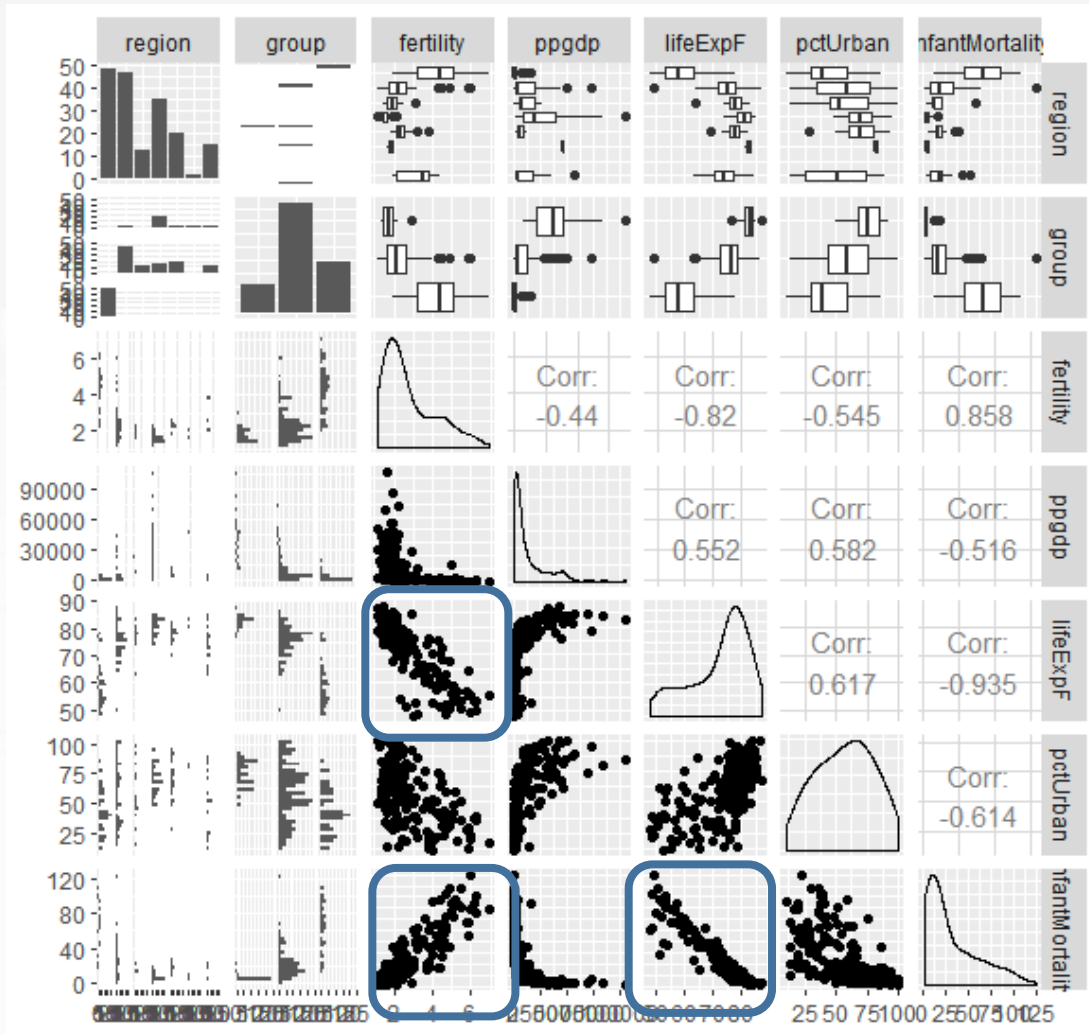 region group fertility ppgdp lifeExpF pctUrban nfantMortality
50
40
30
20
10
0
region
50
0
group
6
4
2
Corr:
-0.44
Corr:
-0.82
Corr:
-0.545
Corr:
0.858
fertility
90000
60000
30000
0
Corr:
0.552
Corr:
0.582
Corr:
-0.516
ppgdp
90
80
70
60
50
Corr:
0.617
Corr:
-0.935
lifeExpF
100
75
50
25
Corr:
-0.614
pctUrban
120
80
40
0
nfantMortalit
2 4 6
25 50 75 100